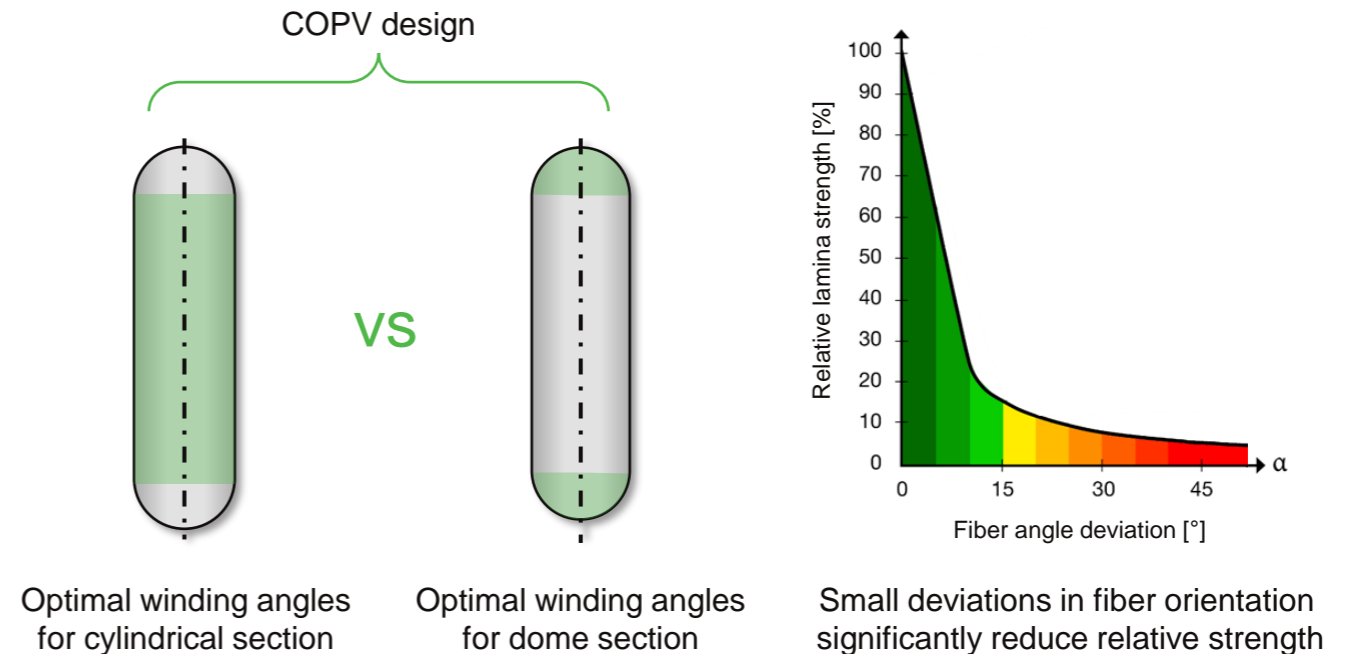 COPV design
vs
Optimal winding angles
for cylindrical section
Optimal winding angles
for dome section
Relative lamina strength [%]
100
90
80
70
60
50
40
30
20
10
0
0 15 30 45
α
Fiber angle deviation [°]
Small deviations in fiber orientation
significantly reduce relative strength